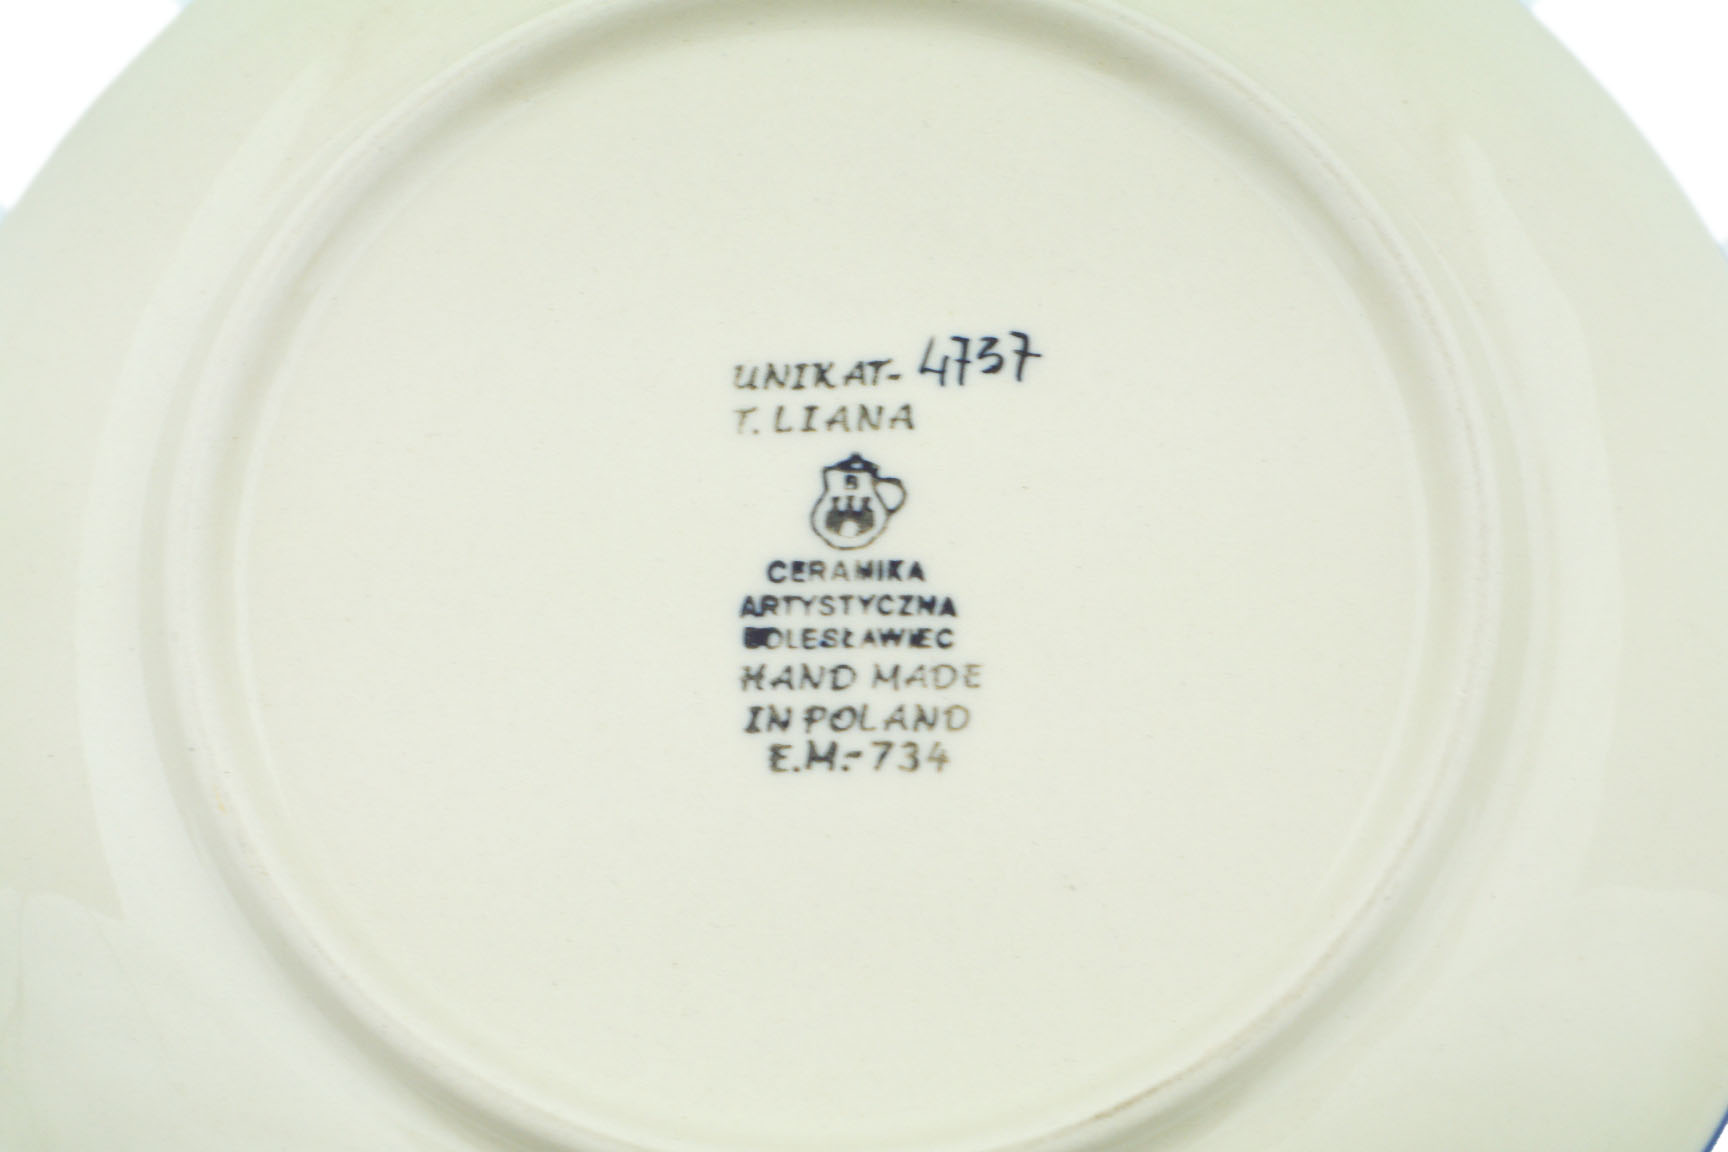 UNIKAT- 4737
T. LIANA
B
CERAMIKA
ARTYSTYCZNA
BOLESŁAWIEC
HAND MADE
IN POLAND
E.M.-734